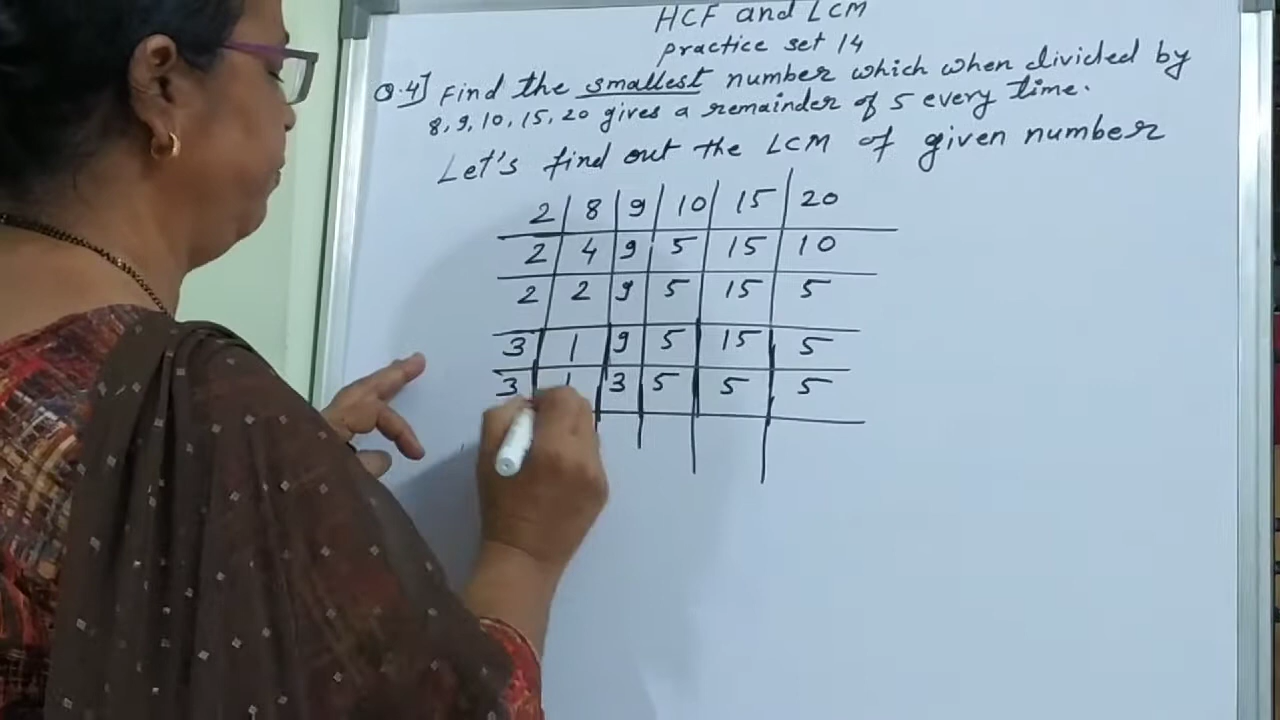 HCF and LCM
practice set 14
Q.4] Find the smallest number which when divided by
8, 9, 10, 15, 20 gives a remainder of 5 every time.
Let's find out the LCM of given number
2 8 9 10 15 20
2 4 9 5 15 10
2 2 9 5 15 5
3 1 9 5 15 5
3 1 3 5 5 5